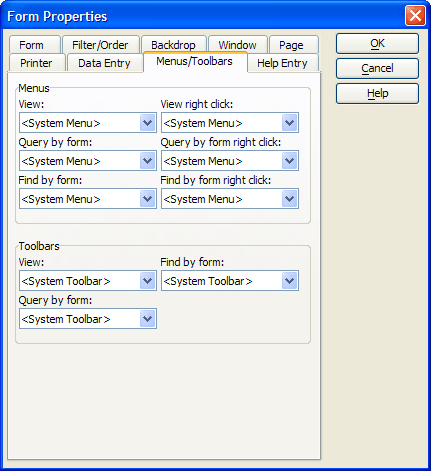 Form Properties
Form Filter/Order Backdrop Window Page
Printer Data Entry Menus/Toolbars Help Entry
OK
Cancel
Help
Menus
View: View right click:
<System Menu> <System Menu>
Query by form: Query by form right click:
<System Menu> <System Menu>
Find by form: Find by form right click:
<System Menu> <System Menu>
Toolbars
View: Find by form:
<System Toolbar> <System Toolbar>
Query by form:
<System Toolbar>